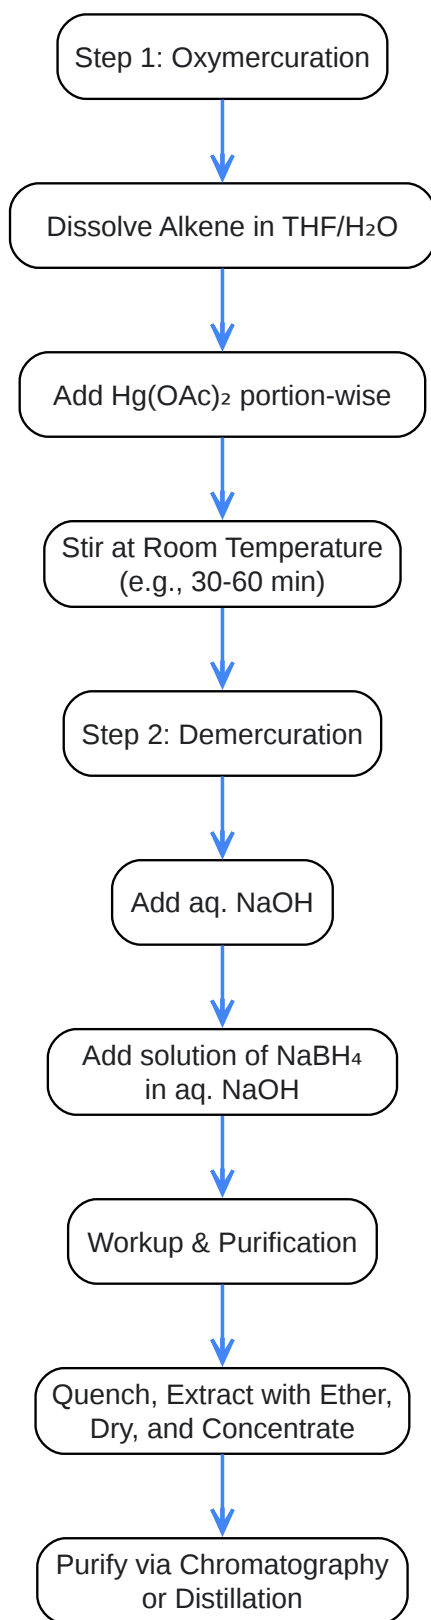 Step 1: Oxymercuration
Dissolve Alkene in THF/H₂O
Add Hg(OAc)₂ portion-wise
Stir at Room Temperature
(e.g., 30-60 min)
Step 2: Demercuration
Add aq. NaOH
Add solution of NaBH₄
in aq. NaOH
Workup & Purification
Quench, Extract with Ether,
Dry, and Concentrate
Purify via Chromatography
or Distillation